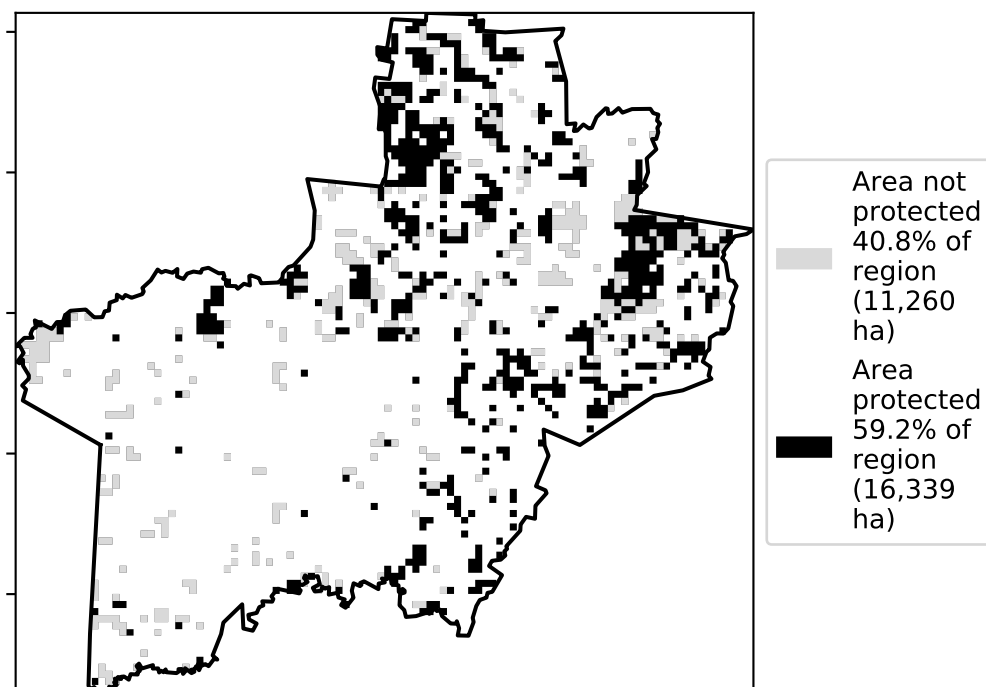 Area not
protected
40.8% of
region
(11,260
ha)
Area
protected
59.2% of
region
(16,339
ha)